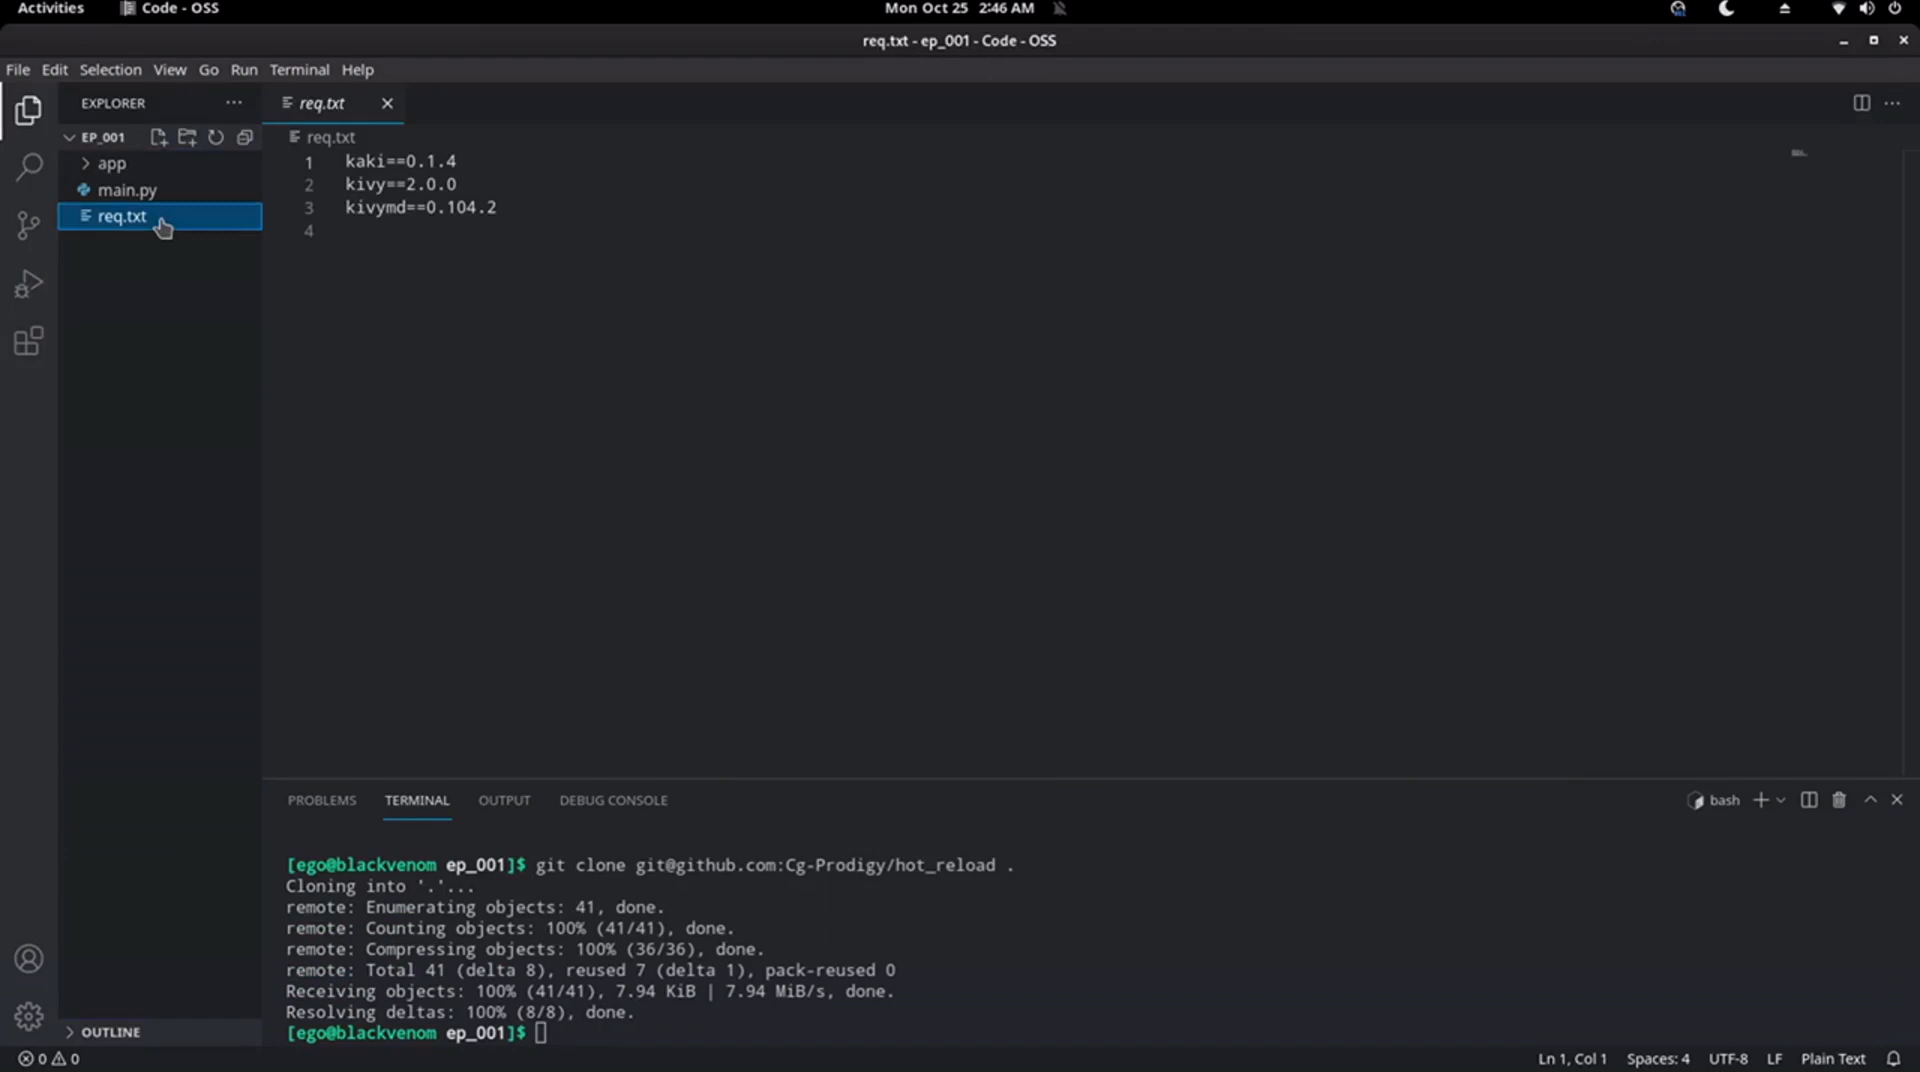 Activities
Code - OSS
Mon Oct 25 2:46 AM
req.txt - ep_001 - Code - OSS
File Edit Selection View Go Run Terminal Help
EXPLORER
req.txt
EP_001
req.txt
app
main.py
req.txt
1 kaki==0.1.4
2 kivy==2.0.0
3 kivymd==0.104.2
4
PROBLEMS TERMINAL OUTPUT DEBUG CONSOLE
bash
[ego@blackvenom ep_001]$ git clone git@github.com:Cg-Prodigy/hot_reload .
Cloning into '.'...
remote: Enumerating objects: 41, done.
remote: Counting objects: 100% (41/41), done.
remote: Compressing objects: 100% (36/36), done.
remote: Total 41 (delta 8), reused 7 (delta 1), pack-reused 0
Receiving objects: 100% (41/41), 7.94 KiB | 7.94 MiB/s, done.
Resolving deltas: 100% (8/8), done.
[ego@blackvenom ep_001]$
OUTLINE
0 0
Ln 1, Col 1 Spaces: 4 UTF-8 LF Plain Text